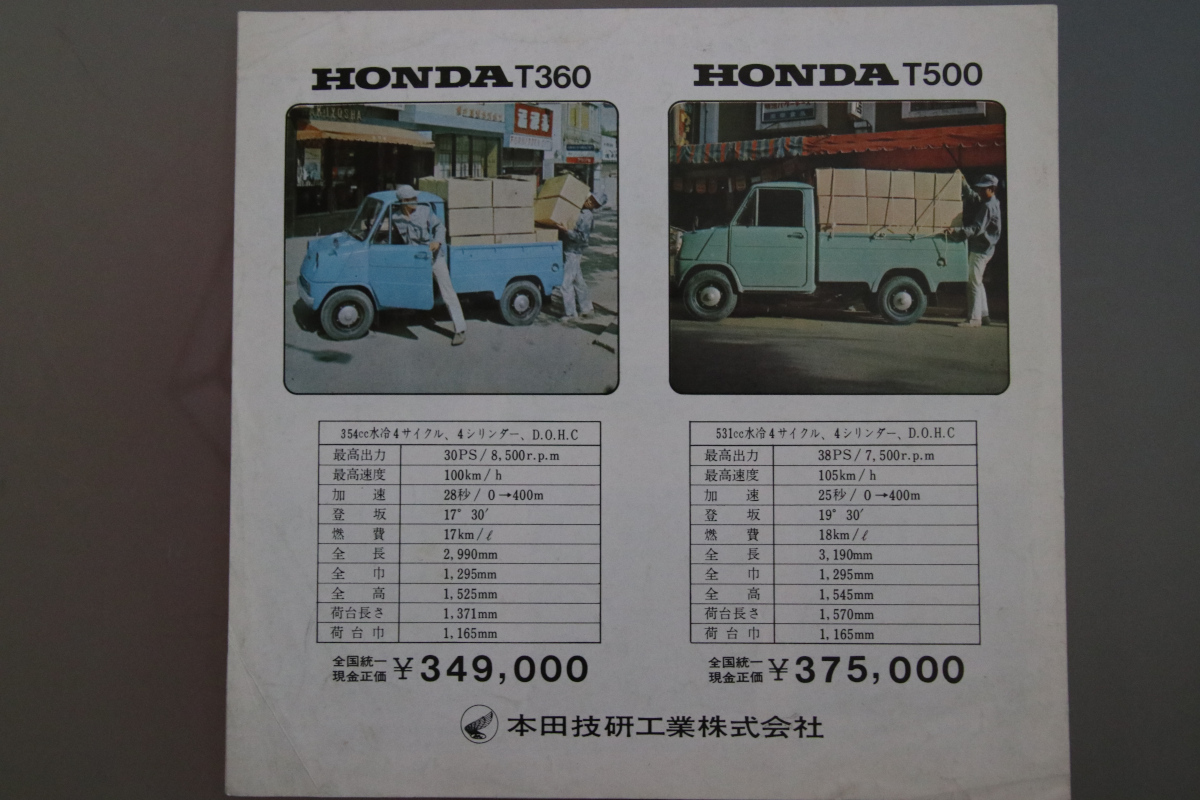 HONDA T360
354cc水冷4サイクル、4シリンダー、D.O.H.C
最高出力 30PS/8,500r.p.m
最高速度 100km/h
加速 28秒/0→400m
登坂 17°30′
燃費 17km/ℓ
全長 2,990mm
全巾 1,295mm
全高 1,525mm
荷台長さ 1,371mm
荷台巾 1,165mm
全国統一
現金正価 ¥349,000
HONDA T500
531cc水冷4サイクル、4シリンダー、D.O.H.C
最高出力 38PS/7,500r.p.m
最高速度 105km/h
加速 25秒/0→400m
登坂 19°30′
燃費 18km/ℓ
全長 3,190mm
全巾 1,295mm
全高 1,545mm
荷台長さ 1,570mm
荷台巾 1,165mm
全国統一
現金正価 ¥375,000
本田技研工業株式会社